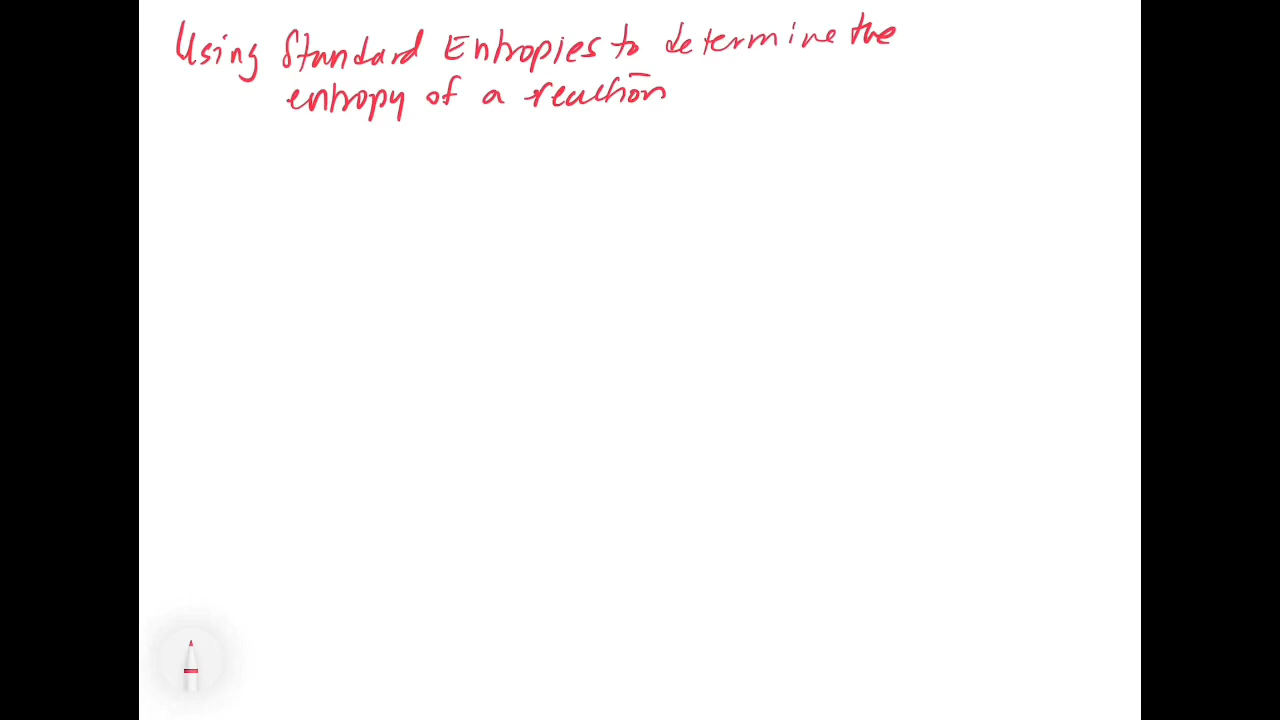 Using Standard Entropies to determine the
entropy of a reaction